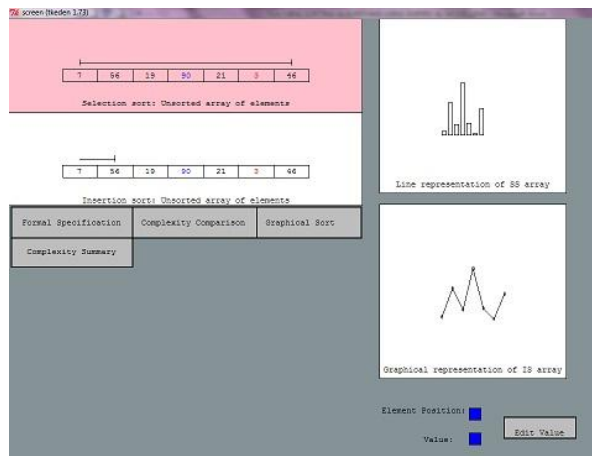 screen (tkeden 1.73)
7 56 19 90 21 3 46
Selection sort: Unsorted array of elements
7 56 19 90 21 3 46
Insertion sort: Unsorted array of elements
Formal Specification
Complexity Comparison
Graphical Sort
Complexity Summary
Line representation of SS array
Graphical representation of IS array
Element Position:
Value:
Edit Value